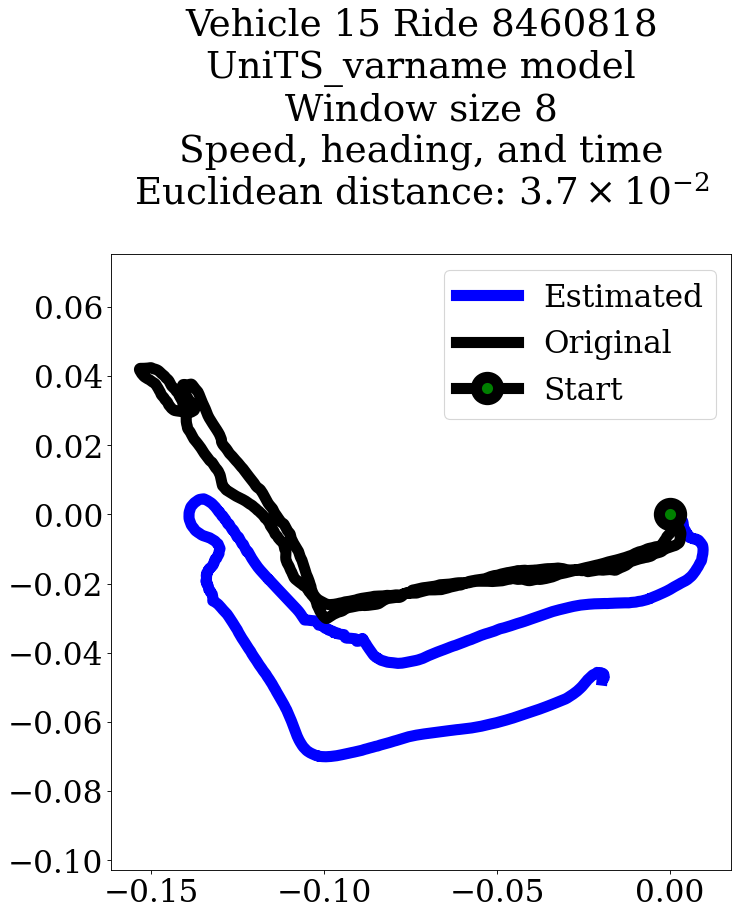 Vehicle 15 Ride 8460818
UniTS_varname model
Window size 8
Speed, heading, and time
Euclidean distance: $3.7 \times 10^{-2}$
Estimated
Original
Start
0.06
0.04
0.02
0.00
−0.02
−0.04
−0.06
−0.08
−0.10
−0.15 −0.10 −0.05 0.00